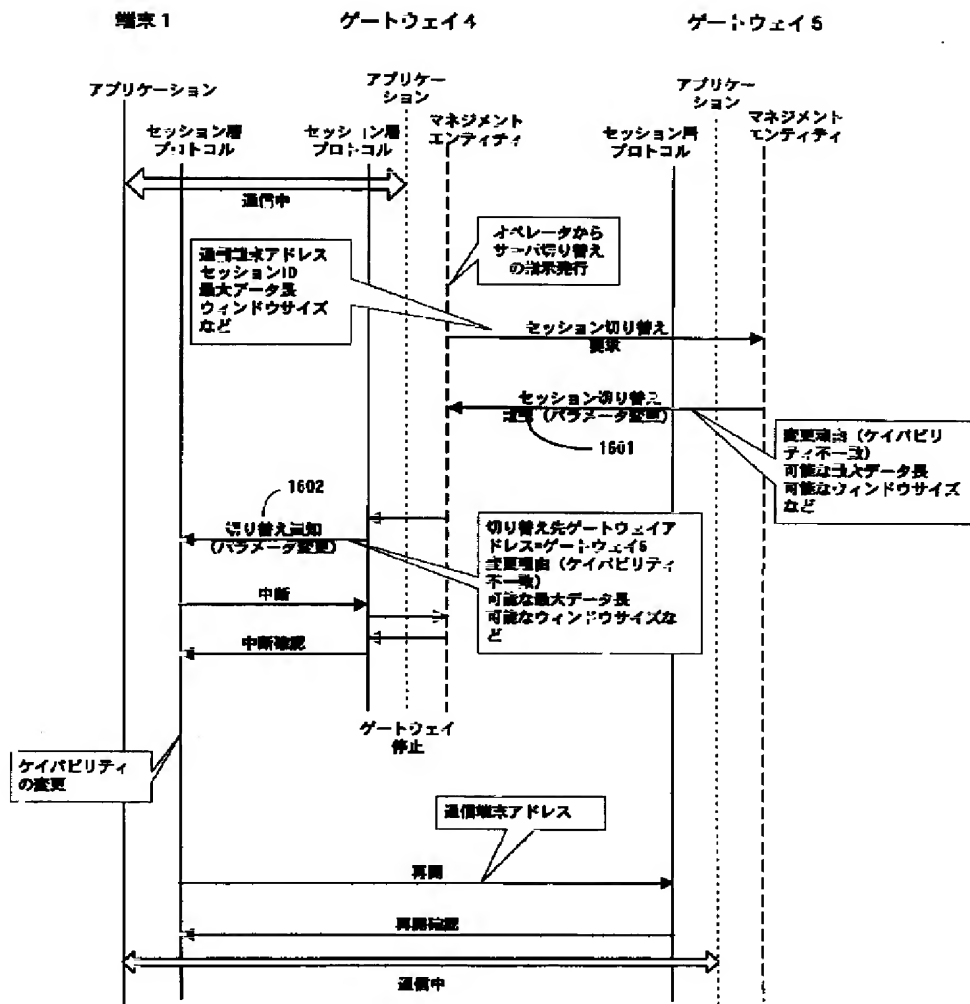 端末1
ゲートウェイ4
ゲートウェイ5
アプリケーション
アプリケー
ション
アプリケー
ション
セッション層
プロトコル
セッション層
プロトコル
マネジメント
エンティティ
セッション層
プロトコル
マネジメント
エンティティ
通信中
オペレータから
サーバ切り替え
の指示発行
通信端末アドレス
セッションID
最大データ長
ウィンドウサイズ
など
セッション切り替え
要求
セッション切り替え
(パラメータ変更)
1601
変更理由(ケイパビリ
ティ不一致)
可能な最大データ長
可能なウィンドウサイズ
など
1602
切り替え通知
(パラメータ変更)
切り替え先ゲートウェイア
ドレス=ゲートウェイ5
変更理由(ケイパビリティ
不一致)
可能な最大データ長
可能なウィンドウサイズな
ど
中断
中断確認
ゲートウェイ
停止
ケイパビリティ
の変更
通信端末アドレス
再開
再開確認
通信中